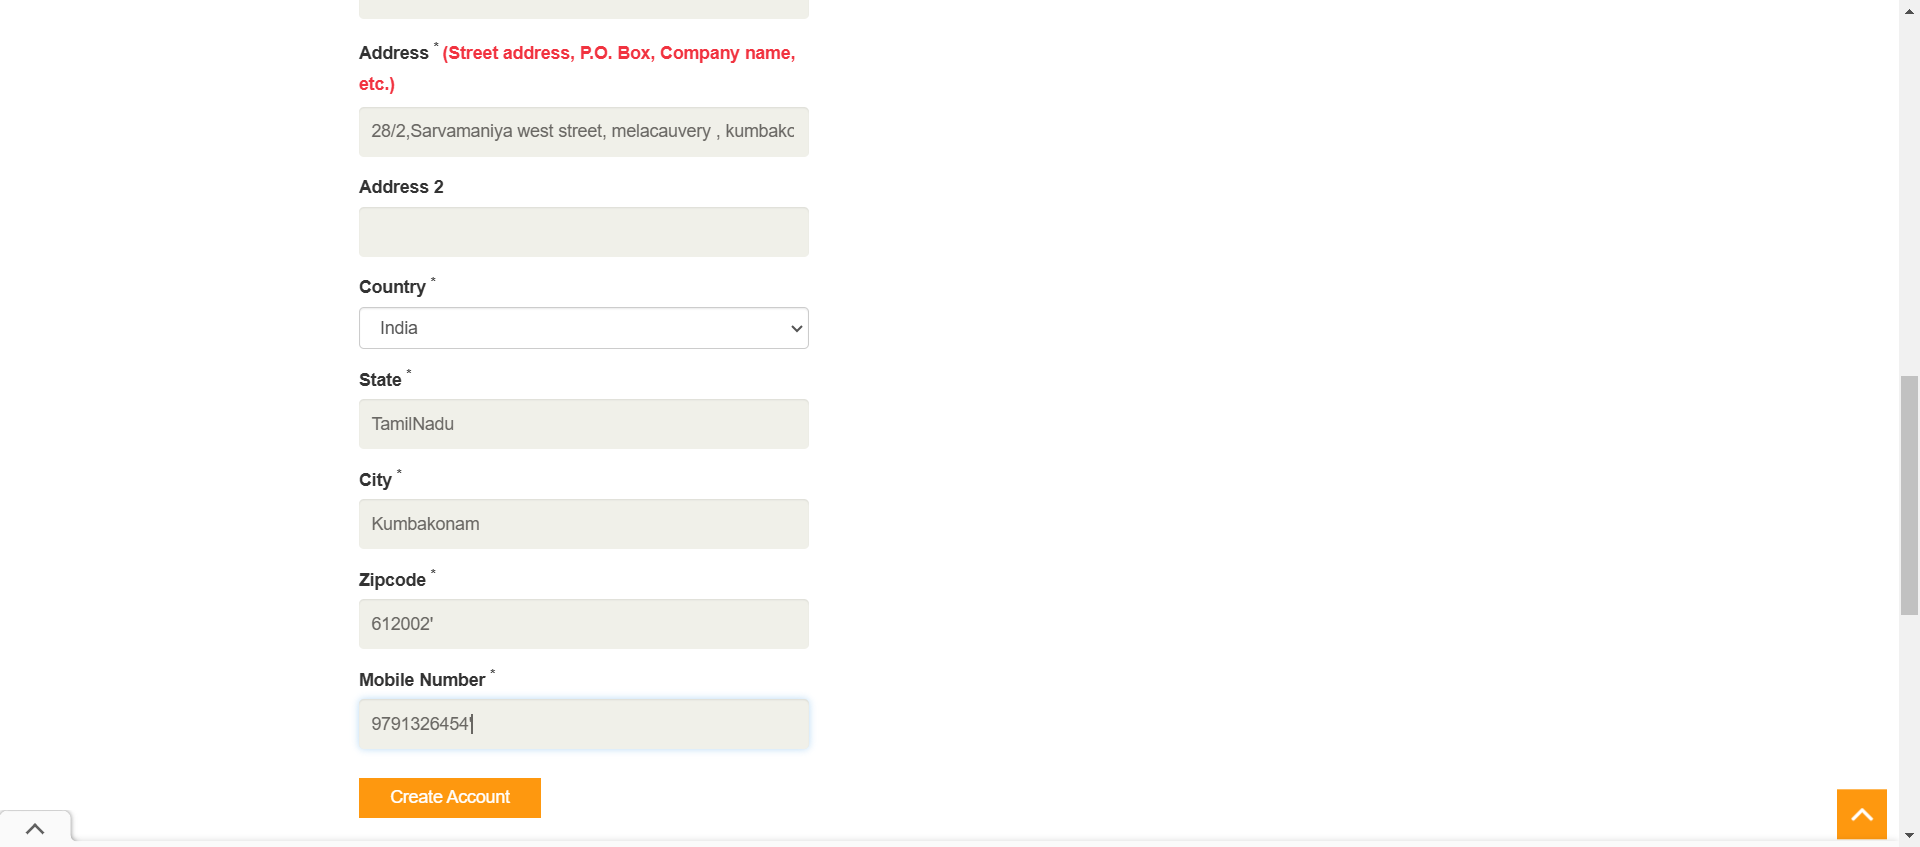 Address * (Street address, P.O. Box, Company name,
etc.)
28/2,Sarvamaniya west street, melacauvery , kumbakc
Address 2
Country *
India
State *
TamilNadu
City *
Kumbakonam
Zipcode *
612002'
Mobile Number *
9791326454'
Create Account